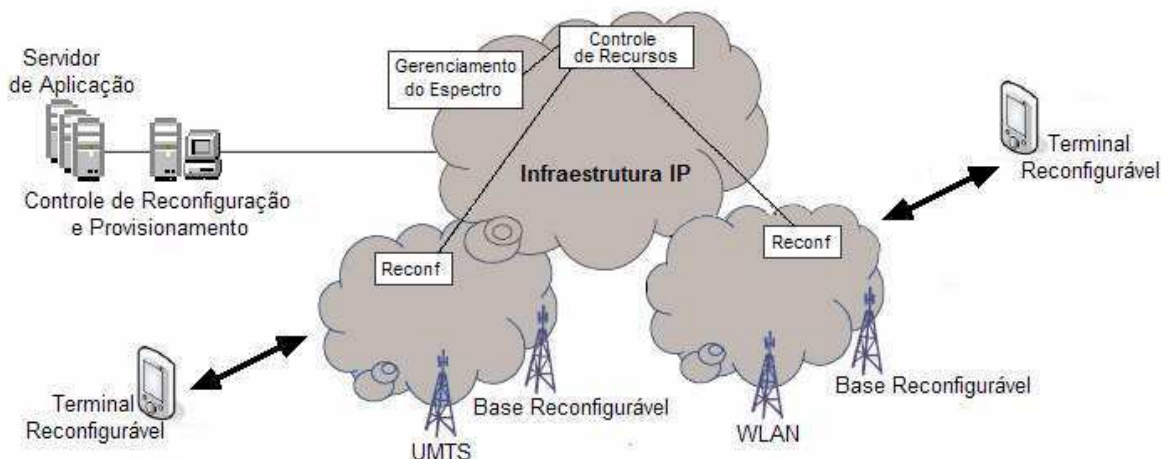 Servidor
de Aplicação
Controle de Reconfiguração
e Provisionamento
Gerenciamento
do Espectro
Controle
de Recursos
Infraestrutura IP
Terminal
Reconfigurável
Reconf
Reconf
Terminal
Reconfigurável
Base Reconfigurável
UMTS
Base Reconfigurável
WLAN